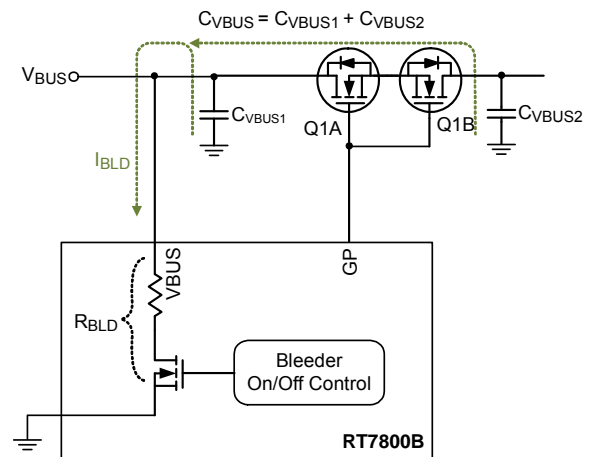 CVBUS = CVBUS1 + CVBUS2
VBUS
CVBUS1
Q1A
Q1B
CVBUS2
IBLD
VBUS
GP
RBLD
Bleeder
On/Off Control
RT7800B